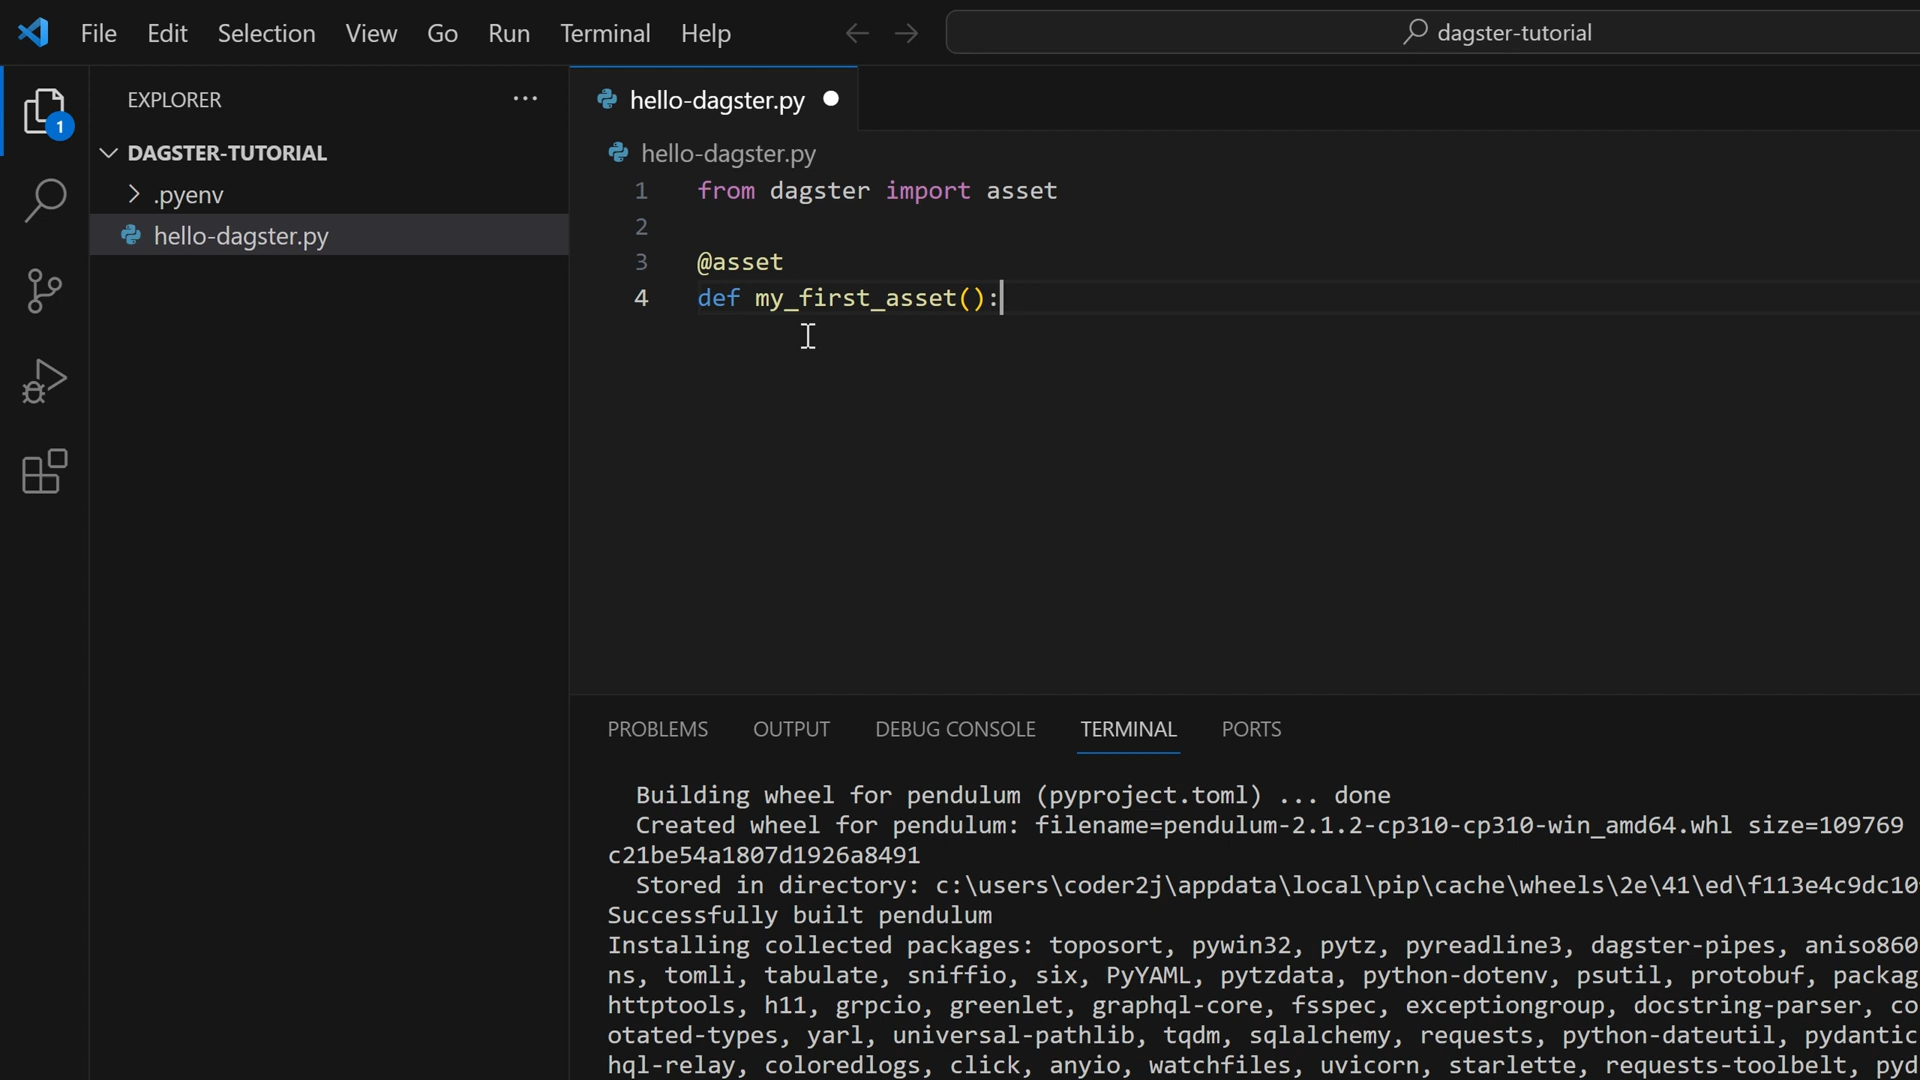 File Edit Selection View Go Run Terminal Help
dagster-tutorial
1
EXPLORER
DAGSTER-TUTORIAL
.pyenv
hello-dagster.py
hello-dagster.py
hello-dagster.py
1 from dagster import asset
2
3 @asset
4 def my_first_asset():
PROBLEMS OUTPUT DEBUG CONSOLE TERMINAL PORTS
Building wheel for pendulum (pyproject.toml) ... done
Created wheel for pendulum: filename=pendulum-2.1.2-cp310-cp310-win_amd64.whl size=109769
c21be54a1807d1926a8491
Stored in directory: c:\users\coder2j\appdata\local\pip\cache\wheels\2e\41\ed\f113e4c9dc10
Successfully built pendulum
Installing collected packages: toposort, pywin32, pytz, pyreadline3, dagster-pipes, aniso860
ns, tomli, tabulate, sniffio, six, PyYAML, pytzdata, python-dotenv, psutil, protobuf, packag
httptools, h11, grpcio, greenlet, graphql-core, fsspec, exceptiongroup, docstring-parser, co
otated-types, yarl, universal-pathlib, tqdm, sqlalchemy, requests, python-dateutil, pydantic
hql-relay, coloredlogs, click, anyio, watchfiles, uvicorn, starlette, requests-toolbelt, pyd